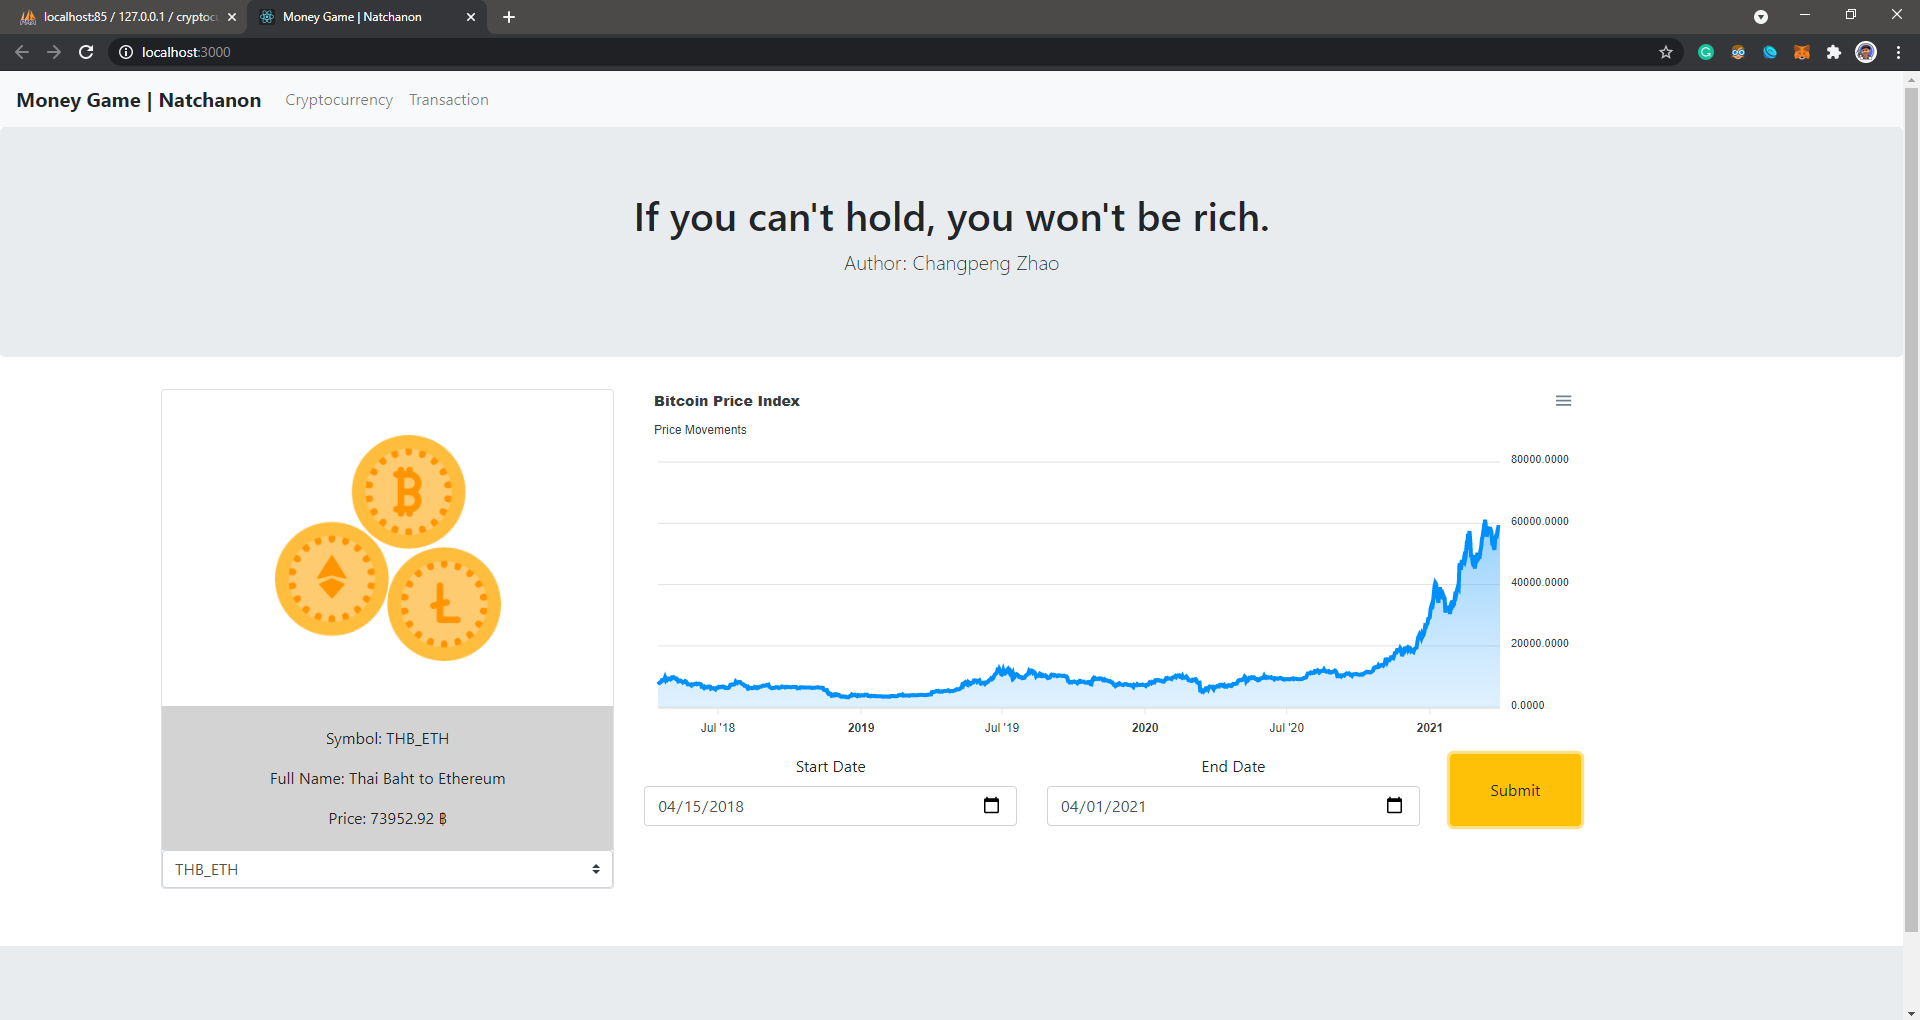 localhost:85 / 127.0.0.1 / cryptoc
Money Game | Natchanon
localhost:3000
Money Game | Natchanon
Cryptocurrency
Transaction
If you can't hold, you won't be rich.
Author: Changpeng Zhao
Symbol: THB_ETH
Full Name: Thai Baht to Ethereum
Price: 73952.92 ฿
THB_ETH
Bitcoin Price Index
Price Movements
80000.0000
60000.0000
40000.0000
20000.0000
0.0000
Jul '18
2019
Jul '19
2020
Jul '20
2021
Start Date
04/15/2018
End Date
04/01/2021
Submit